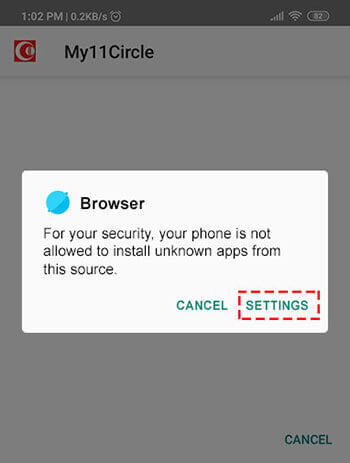 1:02 PM | 0.2KB/s
82
My11Circle
Browser
For your security, your phone is not
allowed to install unknown apps from
this source.
CANCEL SETTINGS
CANCEL